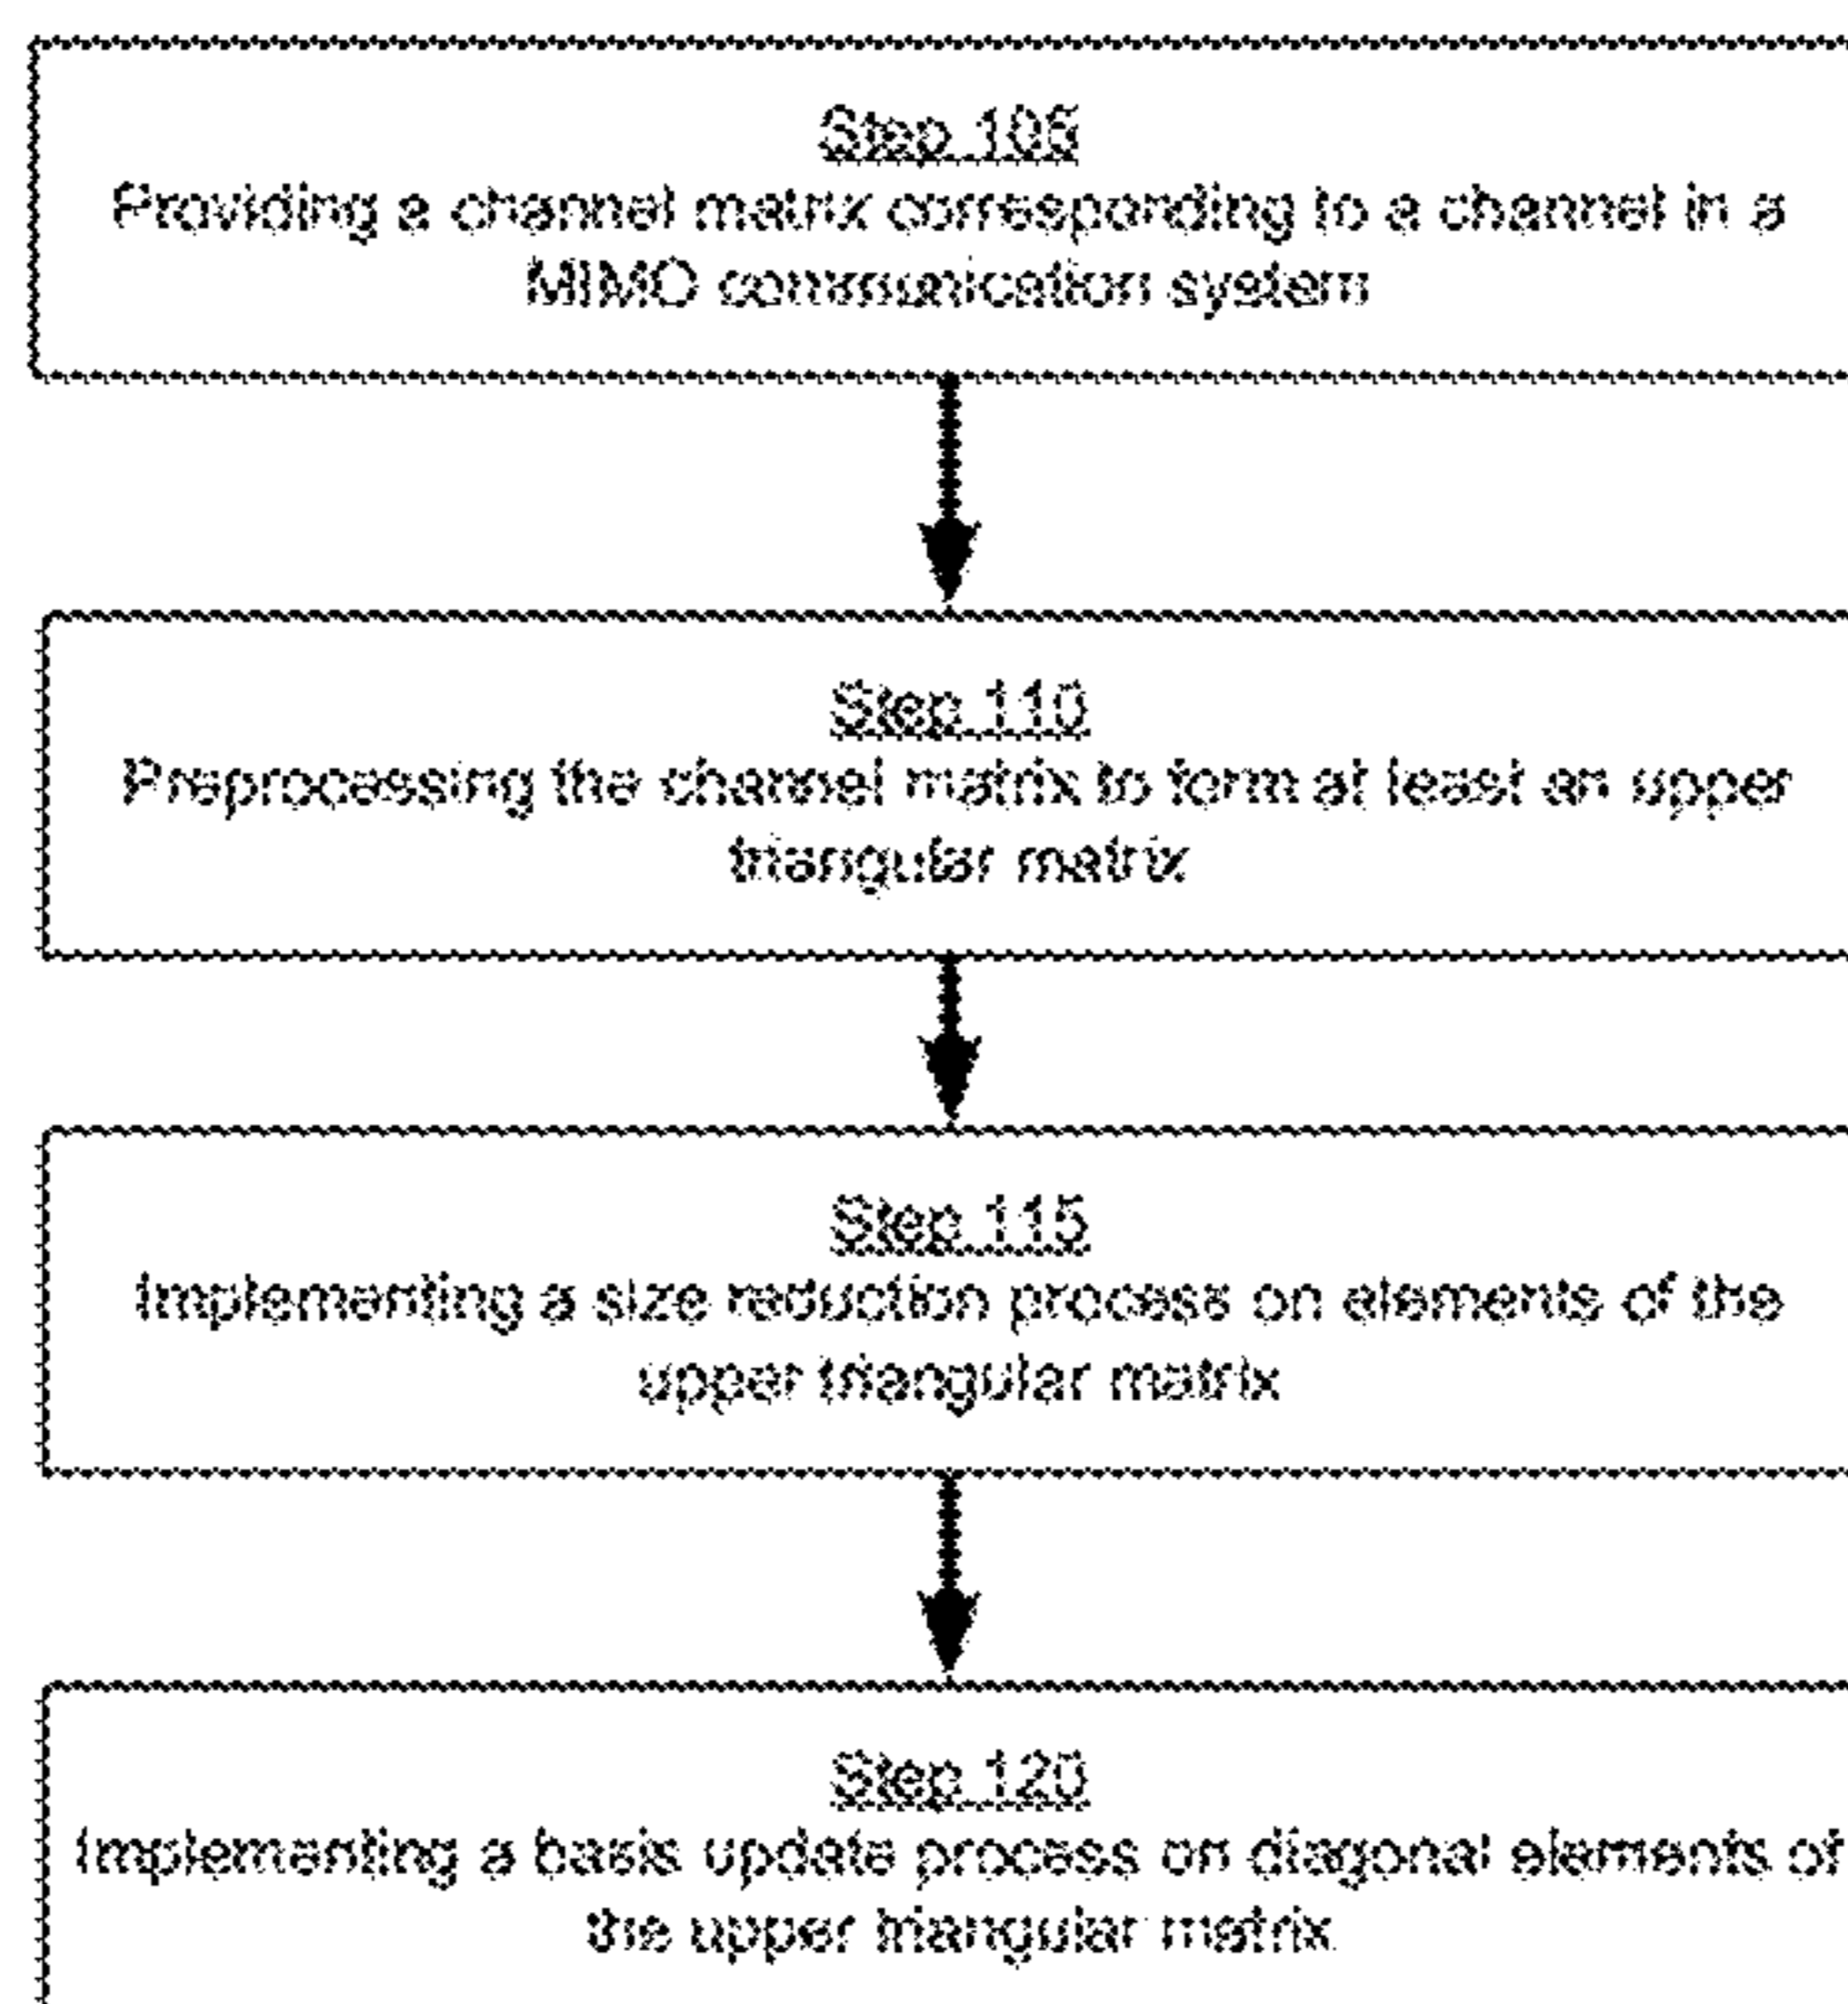 Step 105
Providing a channel matrix corresponding to a channel in a
MIMO communication system
Step 110
Preprocessing the channel matrix to form at least an upper
triangular matrix
Step 115
Implementing a size reduction process on elements of the
upper triangular matrix
Step 120
Implementing a basis update process on diagonal elements of
the upper triangular matrix